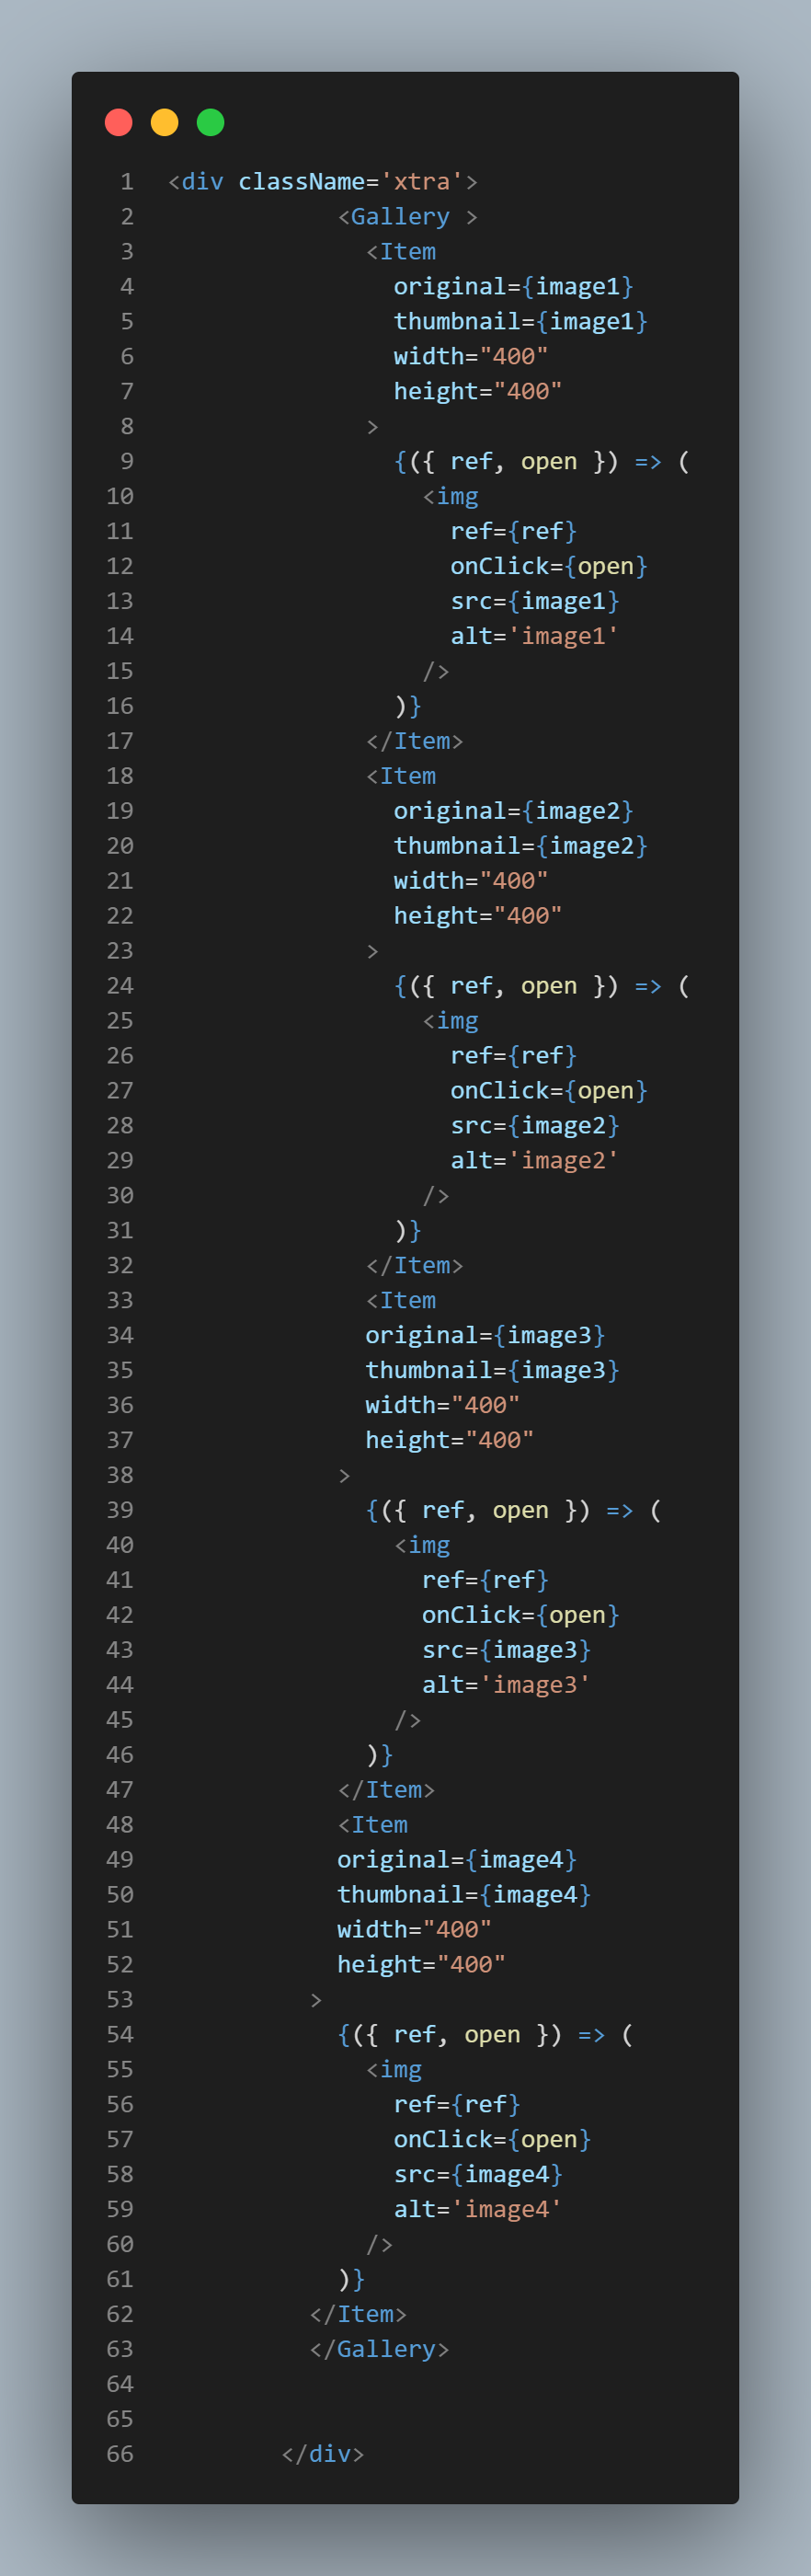 1 <div className='xtra'>
2             <Gallery >
3               <Item
4                 original={image1}
5                 thumbnail={image1}
6                 width="400"
7                 height="400"
8               >
9                 {({ ref, open }) => (
10                   <img
11                     ref={ref}
12                     onClick={open}
13                     src={image1}
14                     alt='image1'
15                   />
16                 )}
17               </Item>
18               <Item
19                 original={image2}
20                 thumbnail={image2}
21                 width="400"
22                 height="400"
23               >
24                 {({ ref, open }) => (
25                   <img
26                     ref={ref}
27                     onClick={open}
28                     src={image2}
29                     alt='image2'
30                   />
31                 )}
32               </Item>
33               <Item
34               original={image3}
35               thumbnail={image3}
36               width="400"
37               height="400"
38             >
39               {({ ref, open }) => (
40                 <img
41                   ref={ref}
42                   onClick={open}
43                   src={image3}
44                   alt='image3'
45                 />
46               )}
47             </Item>
48             <Item
49             original={image4}
50             thumbnail={image4}
51             width="400"
52             height="400"
53           >
54             {({ ref, open }) => (
55               <img
56                 ref={ref}
57                 onClick={open}
58                 src={image4}
59                 alt='image4'
60               />
61             )}
62           </Item>
63           </Gallery>
64
65
66         </div>